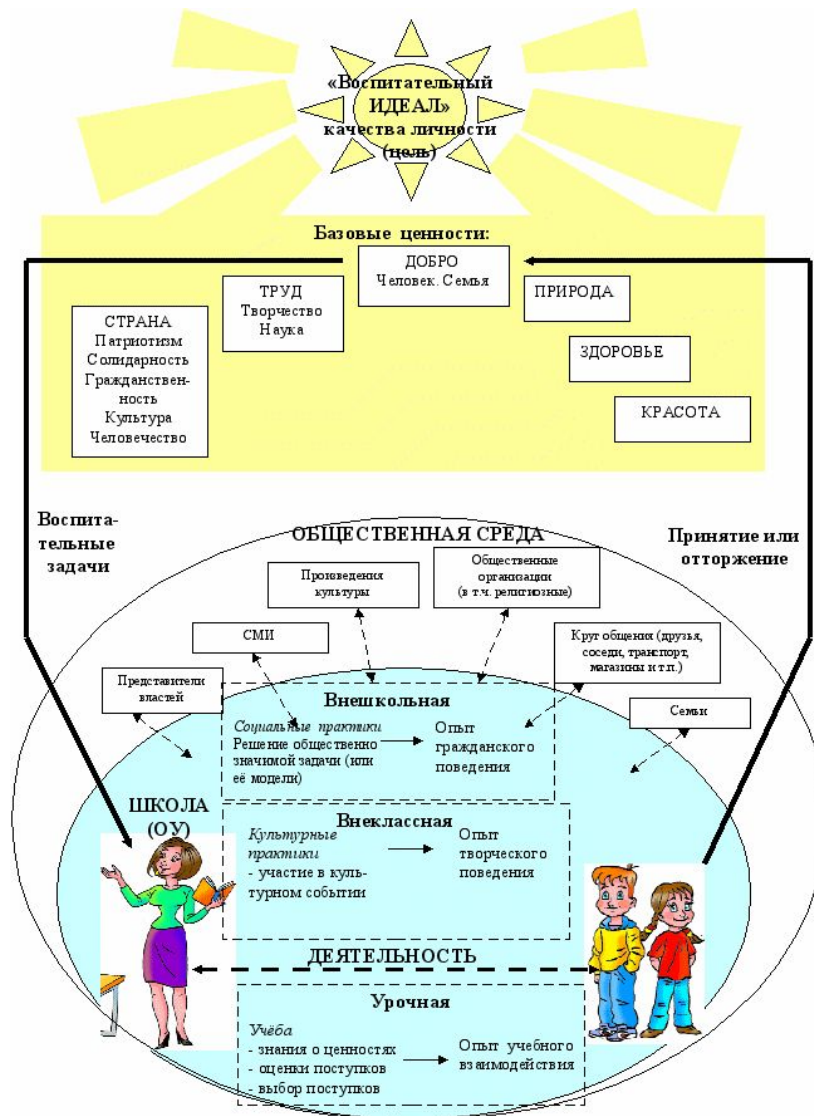 «Воспитательный
ИДЕАЛ»
качества личности
(цель)
Базовые ценности:
ДОБРО
Человек. Семья
ТРУД
Творчество
Наука
ПРИРОДА
СТРАНА
Патриотизм
Солидарность
Гражданствен-
ность
Культура
Человечество
ЗДОРОВЬЕ
КРАСОТА
Воспита-
тельные
задачи
Принятие или
отторжение
ОБЩЕСТВЕННАЯ СРЕДА
Произведения
культуры
Общественные
организации
(в т.ч. религиозные)
СМИ
Круг общения (друзья,
соседи, транспорт,
магазины и т.п.)
Представители
властей
Семьи
Внешкольная
Социальные практики
Решение общественно
значимой задачи (или
её модели)
Опыт
гражданского
поведения
ШКОЛА
(ОУ)
Внеклассная
Культурные
практики
- участие в куль-
турном событии
Опыт
творческого
поведения
ДЕЯТЕЛЬНОСТЬ
Урочная
Учёба
- знания о ценностях
- оценки поступков
- выбор поступков
Опыт учебного
взаимодействия